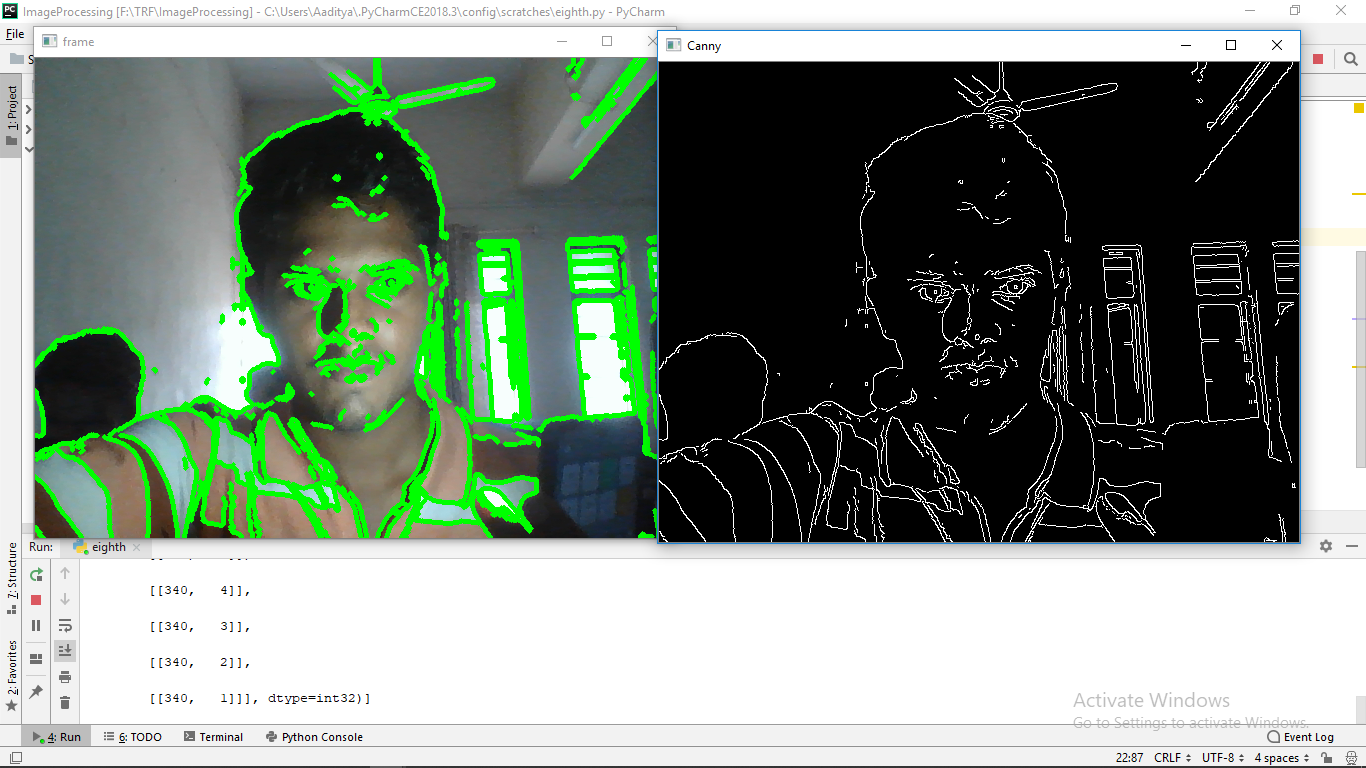 PC ImageProcessing [F:\TRF\ImageProcessing] - C:\Users\Aaditya\.PyCharmCE2018.3\config\scratches\eighth.py - PyCharm
File
frame
Canny
S
1: Project
7: Structure
2: Favorites
Run: eighth
[[340, 4]],
[[340, 3]],
[[340, 2]],
[[340, 1]]], dtype=int32)]
Activate Windows
Go to Settings to activate Windows.
4: Run 6: TODO Terminal Python Console Event Log
22:87 CRLF UTF-8 4 spaces